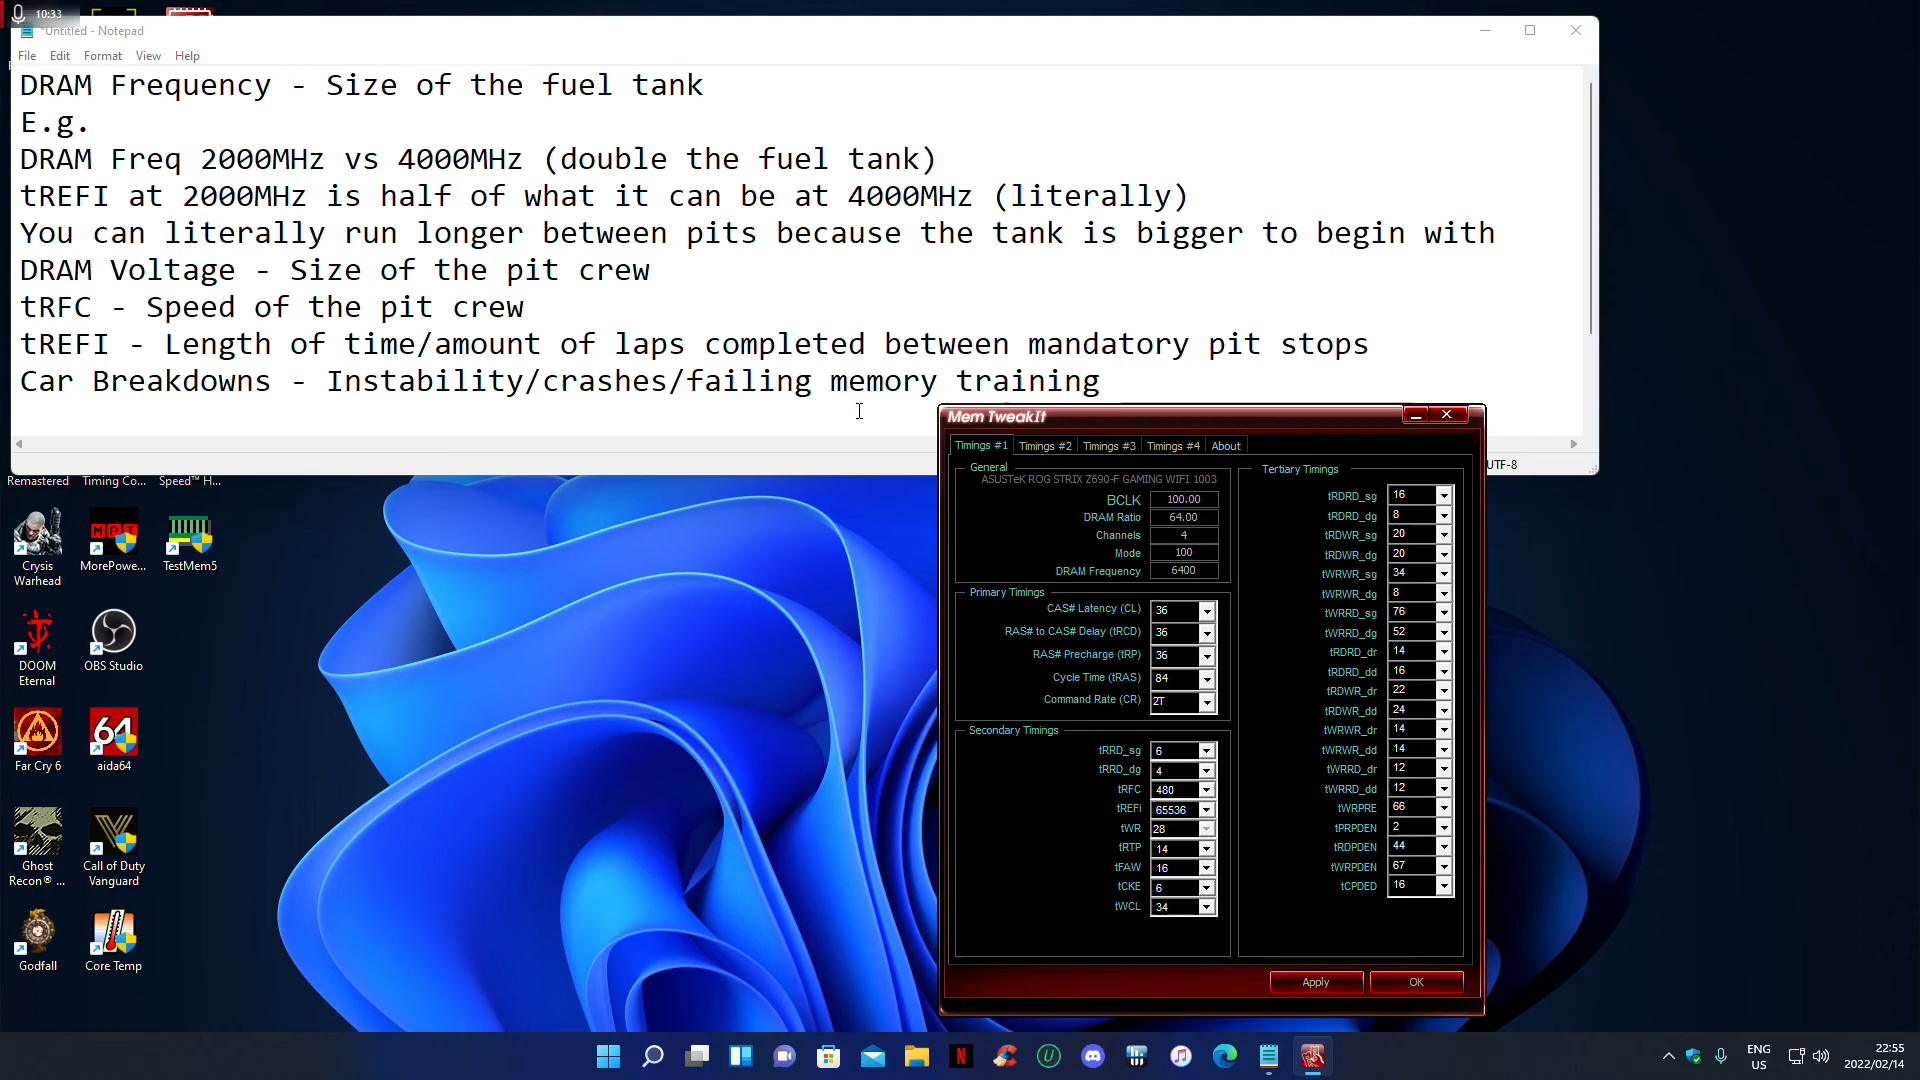 10:33
*Untitled - Notepad
File Edit Format View Help
DRAM Frequency - Size of the fuel tank
E.g.
DRAM Freq 2000MHz vs 4000MHz (double the fuel tank)
tREFI at 2000MHz is half of what it can be at 4000MHz (literally)
You can literally run longer between pits because the tank is bigger to begin with
DRAM Voltage - Size of the pit crew
tRFC - Speed of the pit crew
tREFI - Length of time/amount of laps completed between mandatory pit stops
Car Breakdowns - Instability/crashes/failing memory training
UTF-8
Remastered
Timing Co...
Speed™ H...
Crysis
Warhead
MorePowe...
TestMem5
DOOM
Eternal
OBS Studio
Far Cry 6
64
aida64
Ghost
Recon® ...
Call of Duty
Vanguard
Godfall
Core Temp
Mem TweakIt
Timings #1 Timings #2 Timings #3 Timings #4 About
General
ASUSTeK ROG STRIX Z690-F GAMING WIFI 1003
BCLK 100.00
DRAM Ratio 64.00
Channels 4
Mode 100
DRAM Frequency 6400
Primary Timings
CAS# Latency (CL) 36
RAS# to CAS# Delay (tRCD) 36
RAS# Precharge (tRP) 36
Cycle Time (tRAS) 84
Command Rate (CR) 2T
Secondary Timings
tRRD_sg 6
tRRD_dg 4
tRFC 480
tREFi 65536
tWR 28
tRTP 14
tFAW 16
tCKE 6
tWCL 34
Tertiary Timings
tRDRD_sg 16
tRDRD_dg 8
tRDWR_sg 20
tRDWR_dg 20
tWRWR_sg 34
tWRWR_dg 8
tWRRD_sg 76
tWRRD_dg 52
tRDRD_dr 14
tRDRD_dd 16
tRDWR_dr 22
tRDWR_dd 24
tWRWR_dr 14
tWRWR_dd 14
tWRRD_dr 12
tWRRD_dd 12
tWRPRE 66
tPRPDEN 2
tRDPDEN 44
tWRPDEN 67
tCPDED 16
Apply OK
ENG
US
22:55
2022/02/14